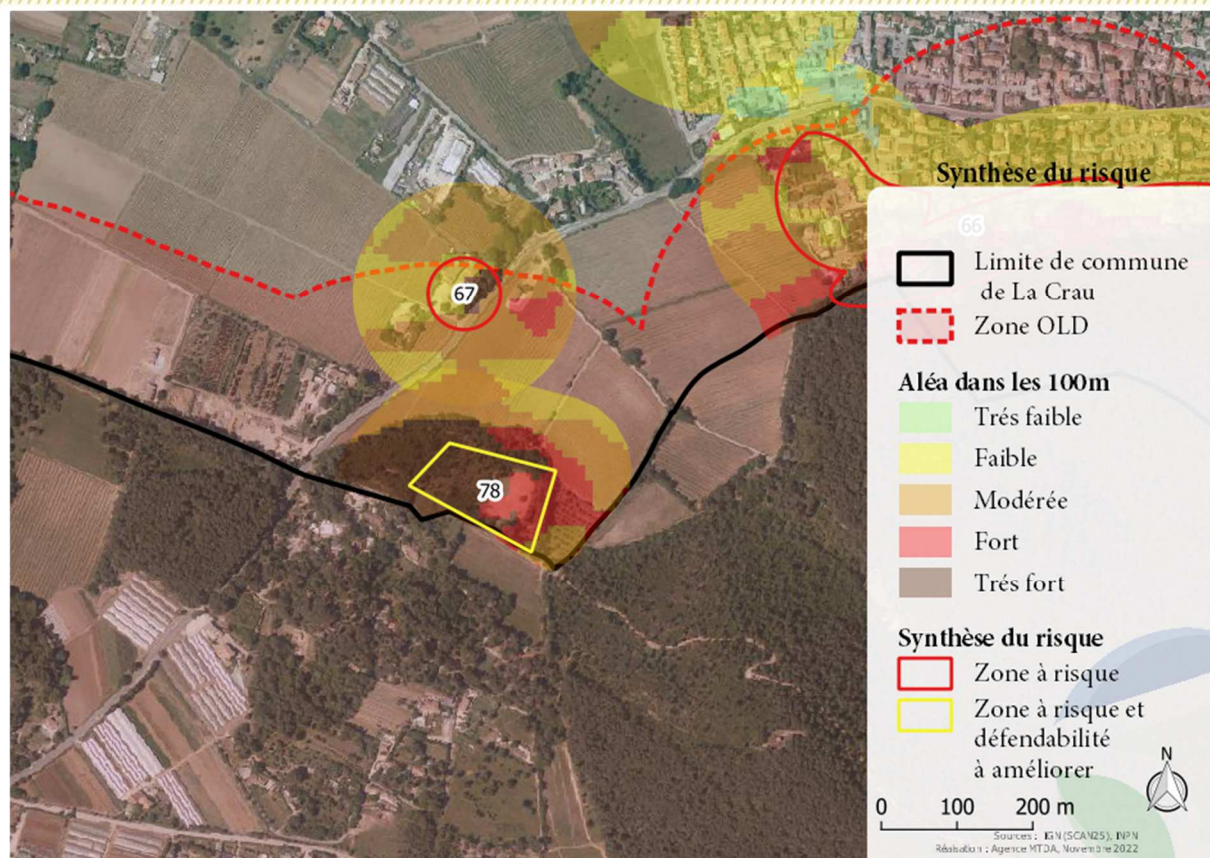 Synthèse du risque
66
Limite de commune
de La Crau
Zone OLD
Aléa dans les 100m
Trés faible
Faible
Modérée
Fort
Trés fort
Synthèse du risque
Zone à risque
Zone à risque et
défendabilité
à améliorer
N
0 100 200 m
Sources : IGN (SCAN25), INPN
Réalisation : Agence MTDA, Novembre 2022
67
78